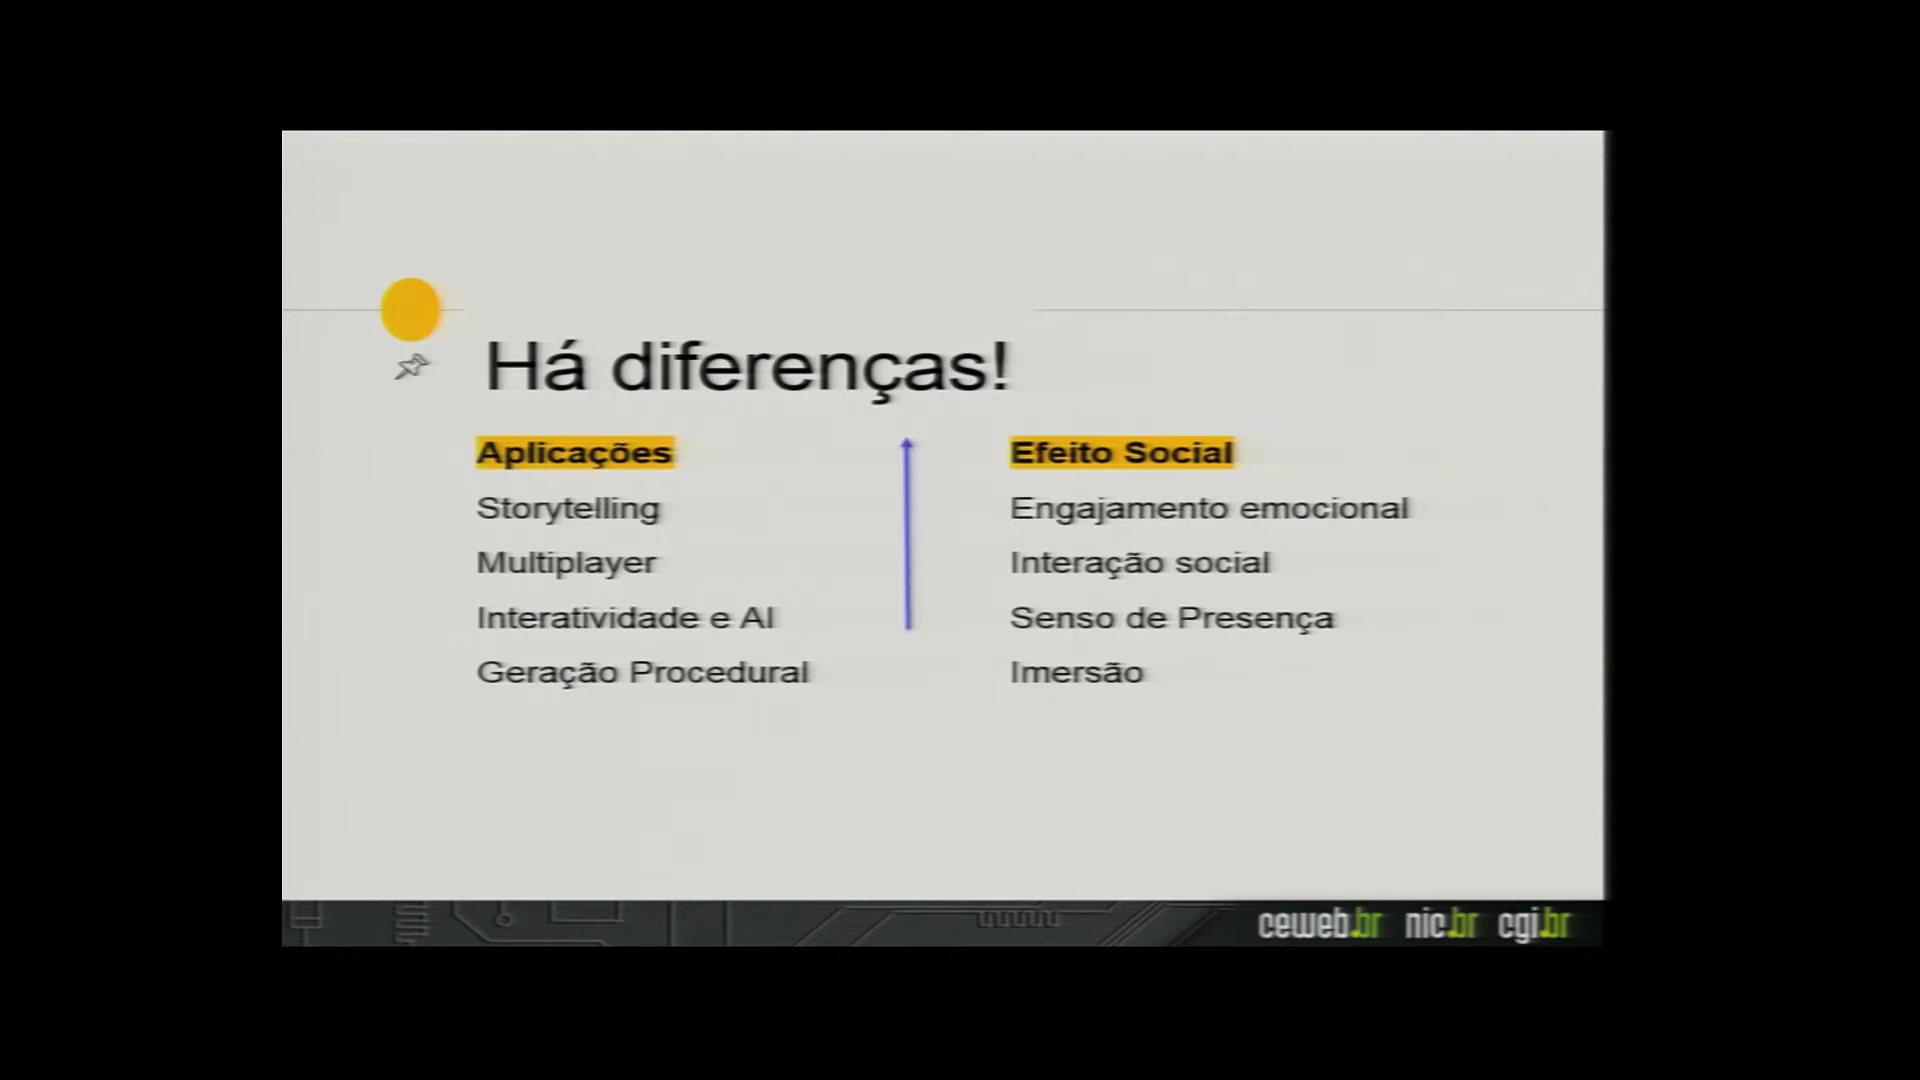 Há diferenças!
Aplicações
Storytelling
Multiplayer
Interatividade e AI
Geração Procedural
Efeito Social
Engajamento emocional
Interação social
Senso de Presença
Imersão
ceweb.br nic.br cgi.br